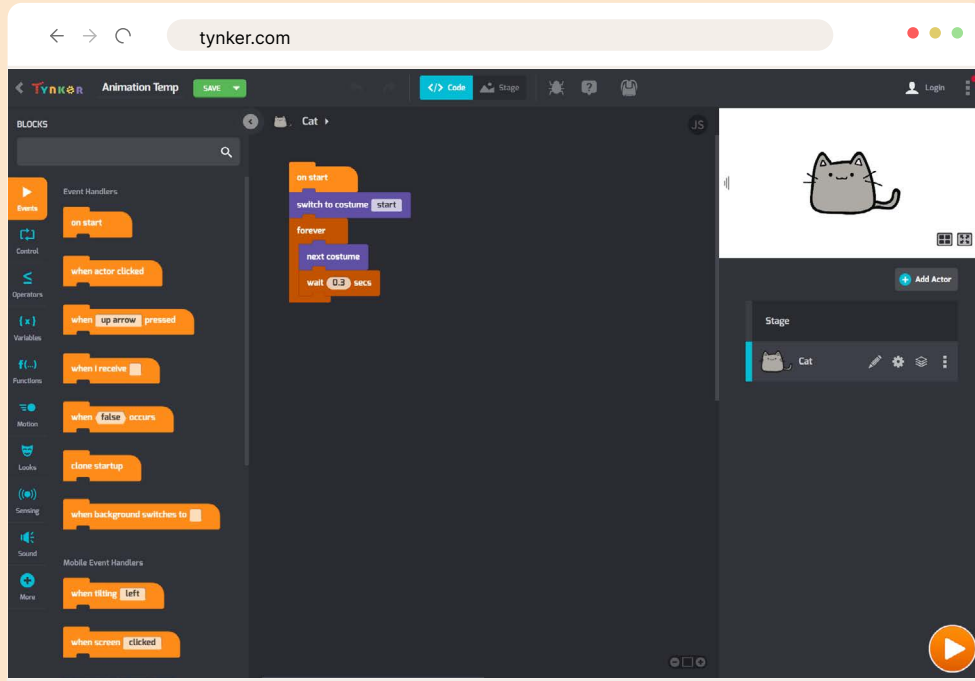 tynker.com
TYNKER
Animation Temp
SAVE
</> Code
Stage
Login
BLOCKS
Cat
JS
Events
Control
Operators
{x}
Variables
f(...)
Functions
Motion
Looks
Sensing
Sound
More
Event Handlers
on start
when actor clicked
when up arrow pressed
when I receive
when false occurs
clone startup
when background switches to
Mobile Event Handlers
when tilting left
when screen clicked
on start
switch to costume start
forever
next costume
wait 0.3 secs
Add Actor
Stage
Cat